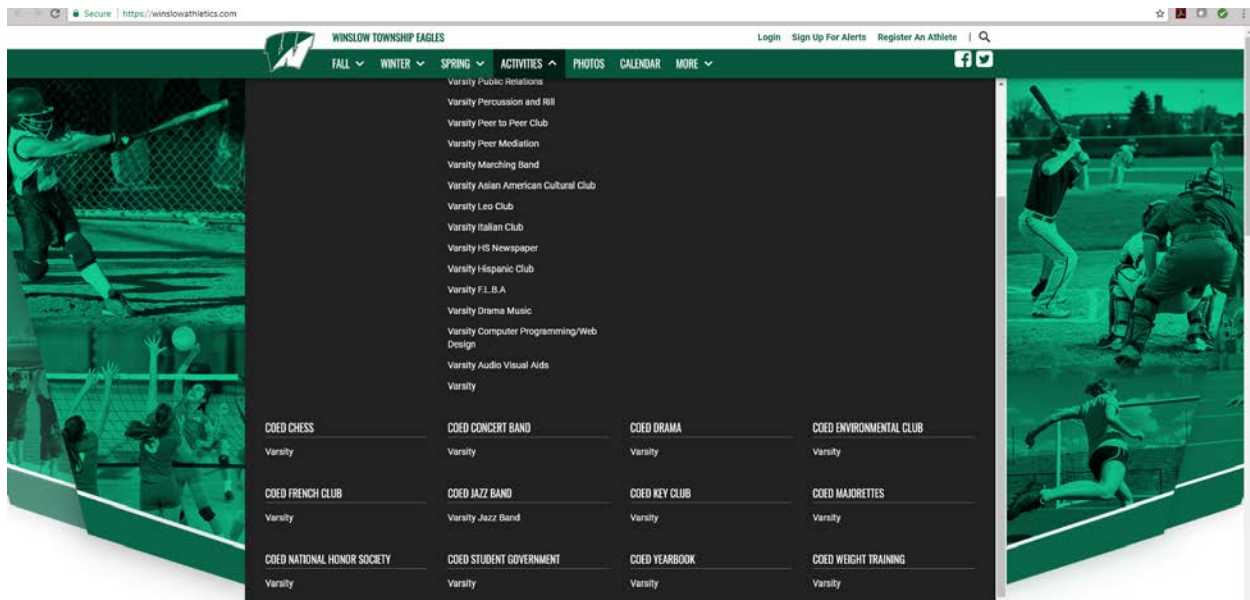 Secure | https://winslowathletics.com
WINSLOW TOWNSHIP EAGLES
Login Sign Up For Alerts Register An Athlete |
FALL WINTER SPRING ACTIVITIES PHOTOS CALENDAR MORE
Varsity Public Relations
Varsity Percussion and Rill
Varsity Peer to Peer Club
Varsity Peer Mediation
Varsity Marching Band
Varsity Asian American Cultural Club
Varsity Leo Club
Varsity Italian Club
Varsity HS Newspaper
Varsity Hispanic Club
Varsity F.L.B.A
Varsity Drama Music
Varsity Computer Programming/Web
Design
Varsity Audio Visual Aids
Varsity
COED CHESS COED CONCERT BAND COED DRAMA COED ENVIRONMENTAL CLUB
Varsity Varsity Varsity Varsity
COED FRENCH CLUB COED JAZZ BAND COED KEY CLUB COED MAJORETTES
Varsity Varsity Jazz Band Varsity Varsity
COED NATIONAL HONOR SOCIETY COED STUDENT GOVERNMENT COED YEARBOOK COED WEIGHT TRAINING
Varsity Varsity Varsity Varsity